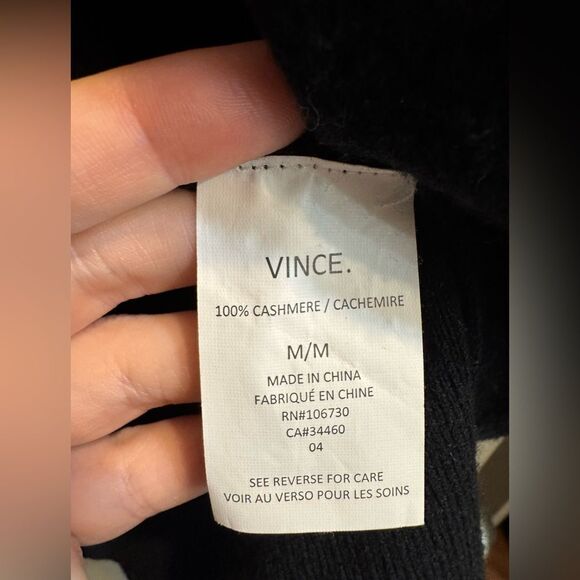 VINCE.
100% CASHMERE / CACHEMIRE
M/M
MADE IN CHINA
FABRIQUÉ EN CHINE
RN#106730
CA#34460
04
SEE REVERSE FOR CARE
VOIR AU VERSO POUR LES SOINS